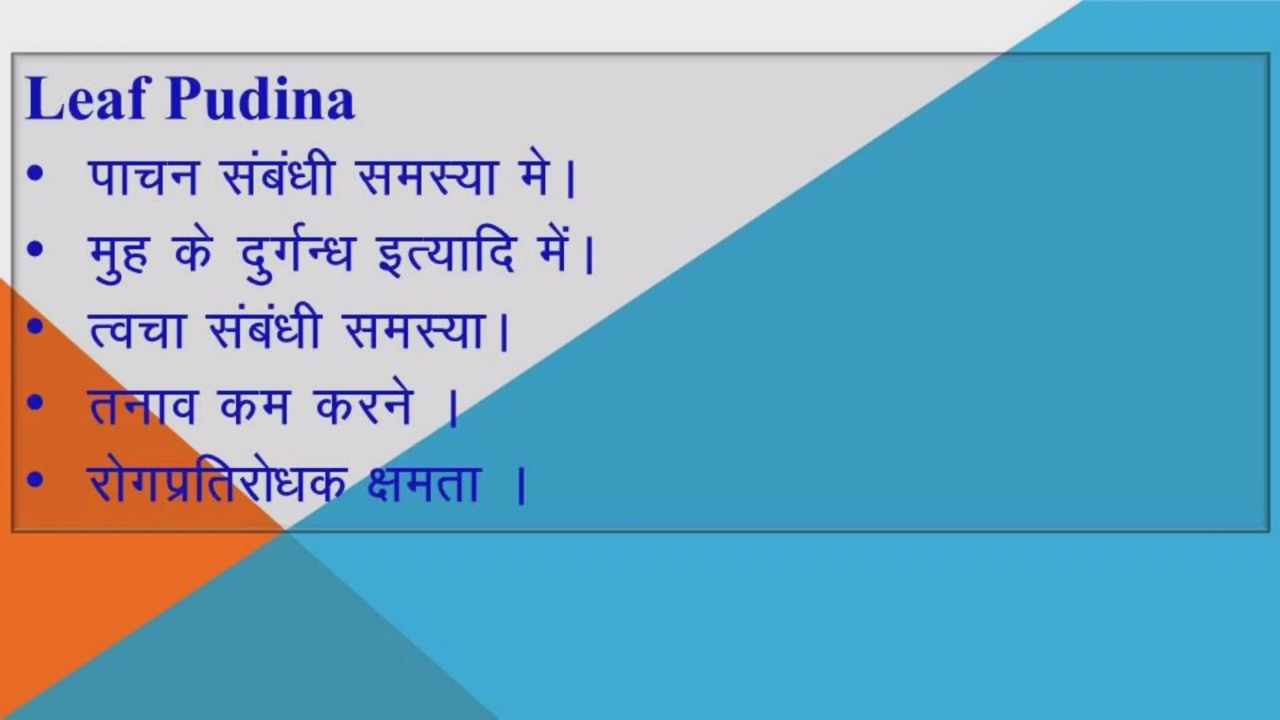 Leaf Pudina
• पाचन संबंधी समस्या मे।
• मुह के दुर्गन्ध इत्यादि में।
• त्वचा संबंधी समस्या।
• तनाव कम करने ।
• रोगप्रतिरोधक क्षमता ।